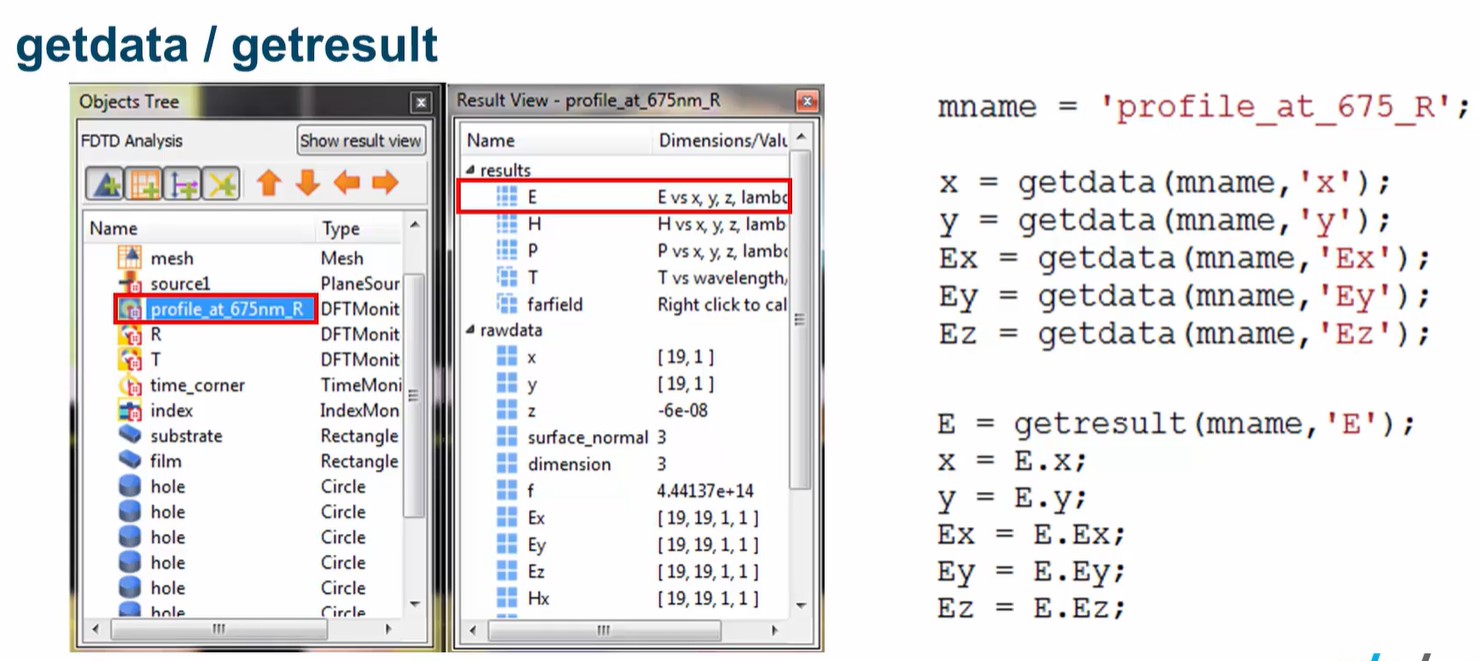 getdata / getresult
Objects Tree
FDTD Analysis
Show result view
Name Type
mesh Mesh
source1 PlaneSour
profile_at_675nm_R DFTMonit
R DFTMonit
T DFTMonit
time_corner TimeMoni
index IndexMon
substrate Rectangle
film Rectangle
hole Circle
hole Circle
hole Circle
hole Circle
hole Circle
hole Circle
Result View - profile_at_675nm_R
Name Dimensions/Valu
results
E E vs x, y, z, lambd
H H vs x, y, z, lamb
P P vs x, y, z, lambd
T T vs wavelength,
farfield Right click to cal
rawdata
x [ 19, 1 ]
y [ 19, 1 ]
z -6e-08
surface_normal 3
dimension 3
f 4.44137e+14
Ex [ 19, 19, 1, 1 ]
Ey [ 19, 19, 1, 1 ]
Ez [ 19, 19, 1, 1 ]
Hx [ 19, 19, 1, 1 ]
mname = 'profile_at_675_R';
x = getdata(mname,'x');
y = getdata(mname,'y');
Ex = getdata(mname,'Ex');
Ey = getdata(mname,'Ey');
Ez = getdata(mname,'Ez');
E = getresult(mname,'E');
x = E.x;
y = E.y;
Ex = E.Ex;
Ey = E.Ey;
Ez = E.Ez;